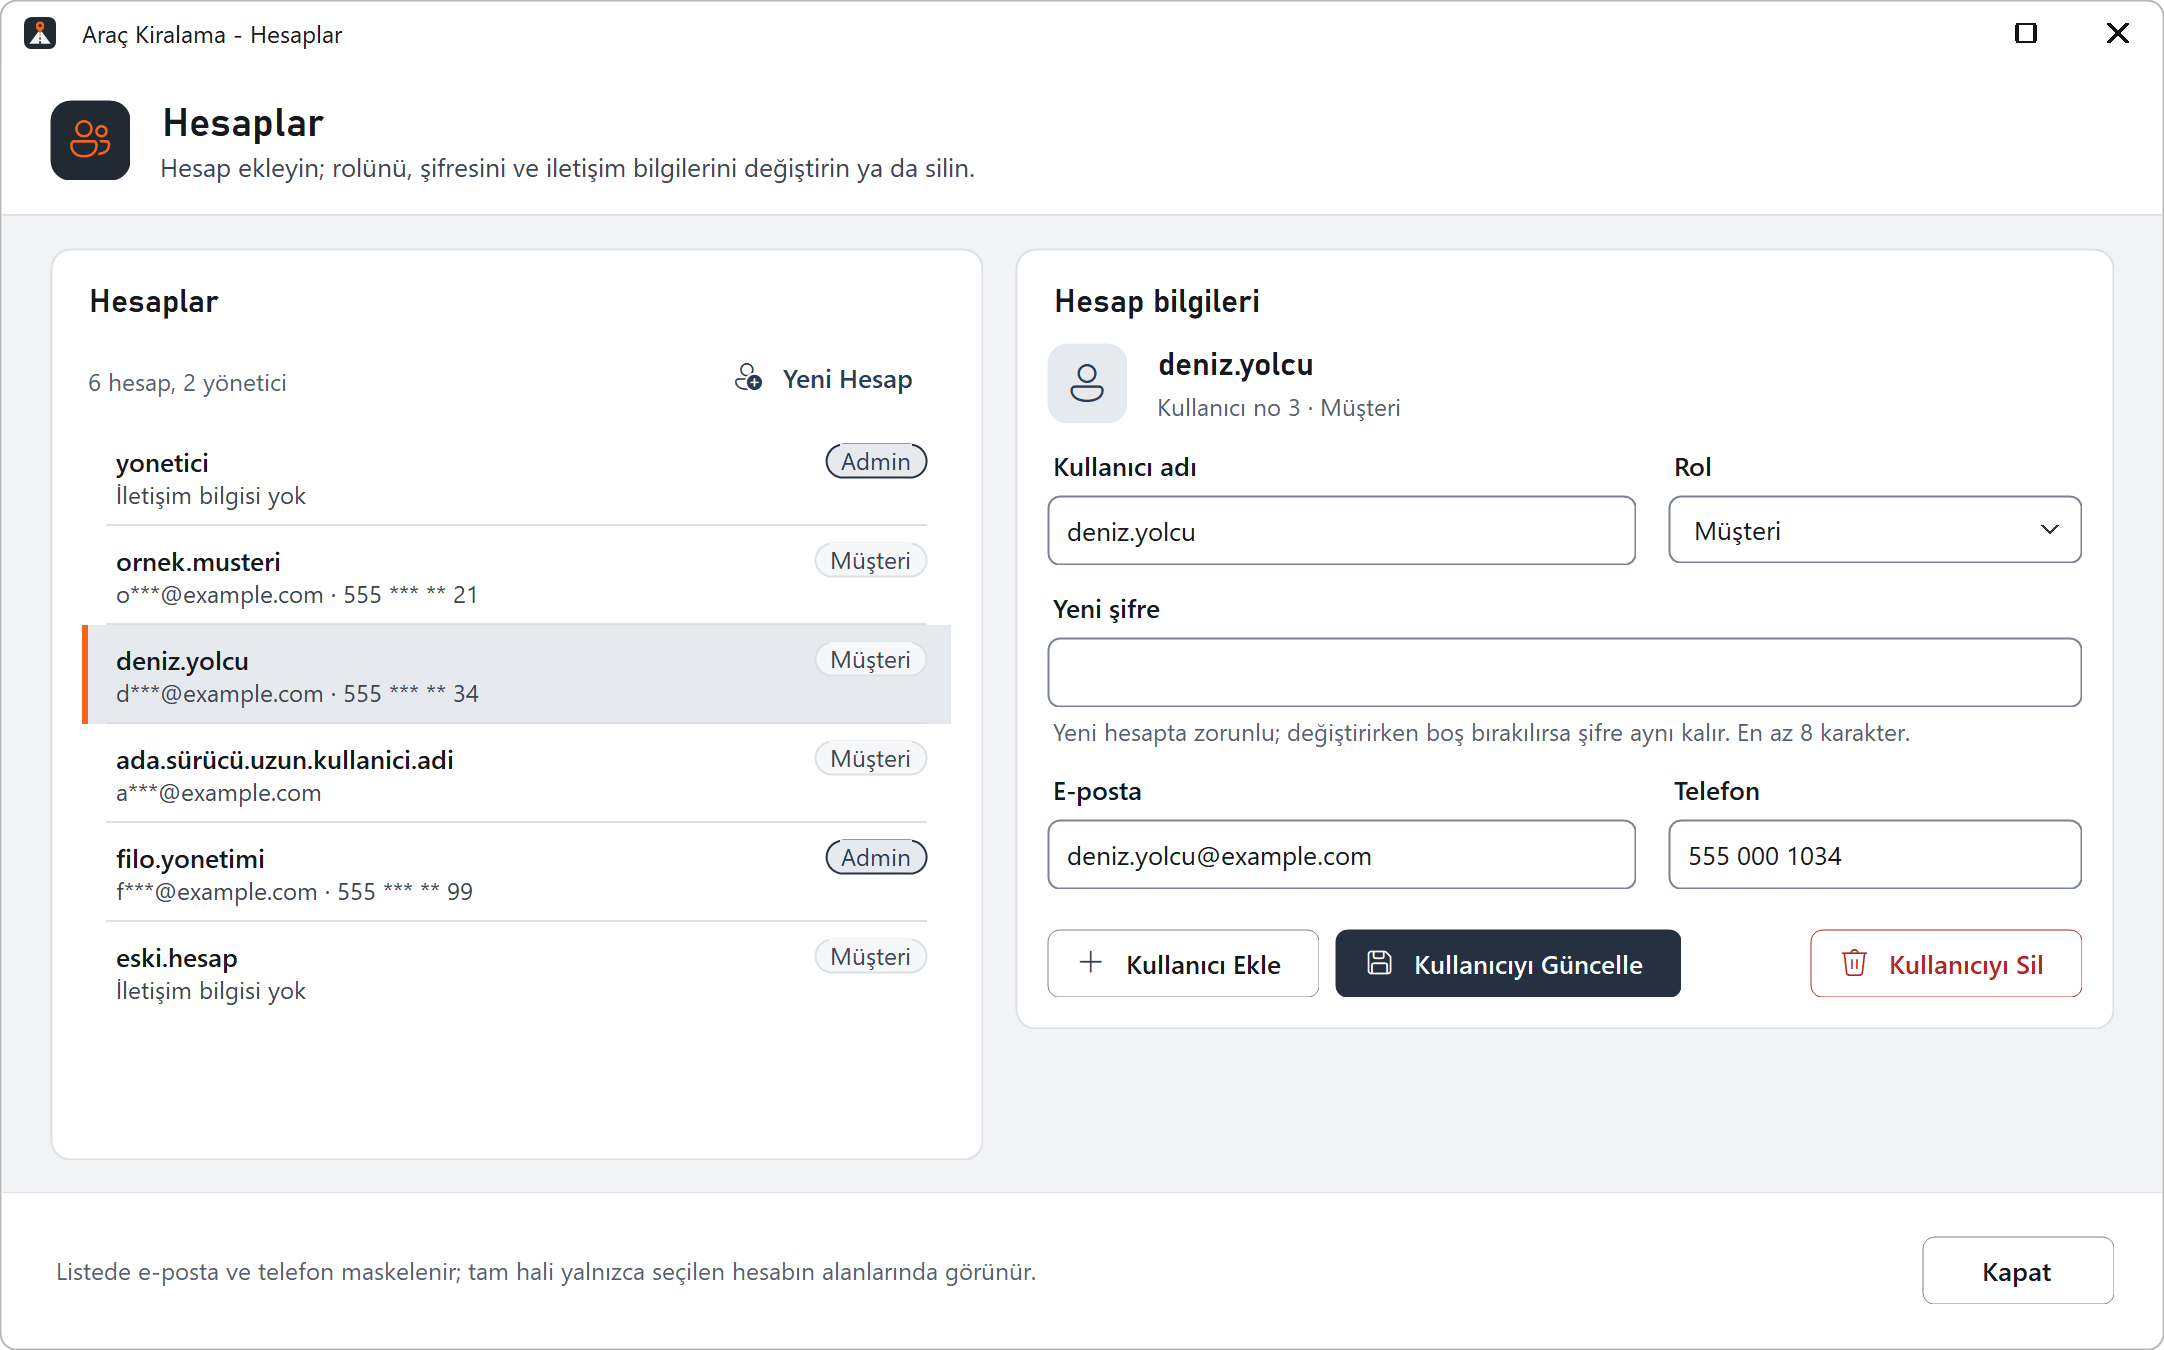 Araç Kiralama - Hesaplar
Hesaplar
Hesap ekleyin; rolünü, şifresini ve iletişim bilgilerini değiştirin ya da silin.
Hesaplar
6 hesap, 2 yönetici
Yeni Hesap
yonetici
Admin
İletişim bilgisi yok
ornek.musteri
Müşteri
o***@example.com · 555 *** ** 21
deniz.yolcu
Müşteri
d***@example.com · 555 *** ** 34
ada.sürücü.uzun.kullanici.adi
Müşteri
a***@example.com
filo.yonetimi
Admin
f***@example.com · 555 *** ** 99
eski.hesap
Müşteri
İletişim bilgisi yok
Hesap bilgileri
deniz.yolcu
Kullanıcı no 3 · Müşteri
Kullanıcı adı
Rol
deniz.yolcu
Müşteri
Yeni şifre
Yeni hesapta zorunlu; değiştirirken boş bırakılırsa şifre aynı kalır. En az 8 karakter.
E-posta
Telefon
deniz.yolcu@example.com
555 000 1034
Kullanıcı Ekle
Kullanıcıyı Güncelle
Kullanıcıyı Sil
Listede e-posta ve telefon maskelenir; tam hali yalnızca seçilen hesabın alanlarında görünür.
Kapat